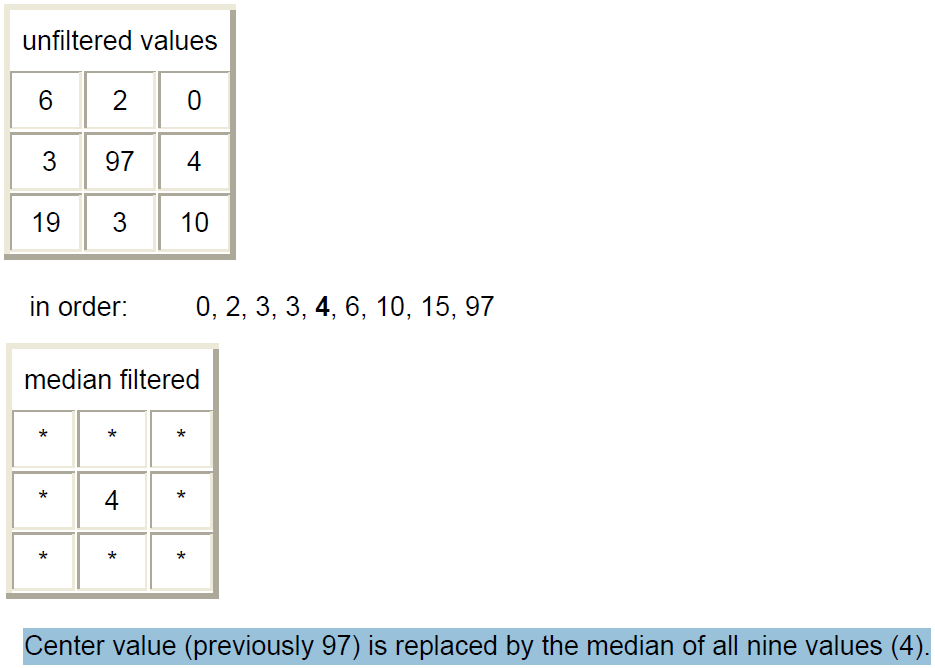 unfiltered values
6 2 0
3 97 4
19 3 10
in order: 0, 2, 3, 3, 4, 6, 10, 15, 97
median filtered
* * *
* 4 *
* * *
Center value (previously 97) is replaced by the median of all nine values (4).